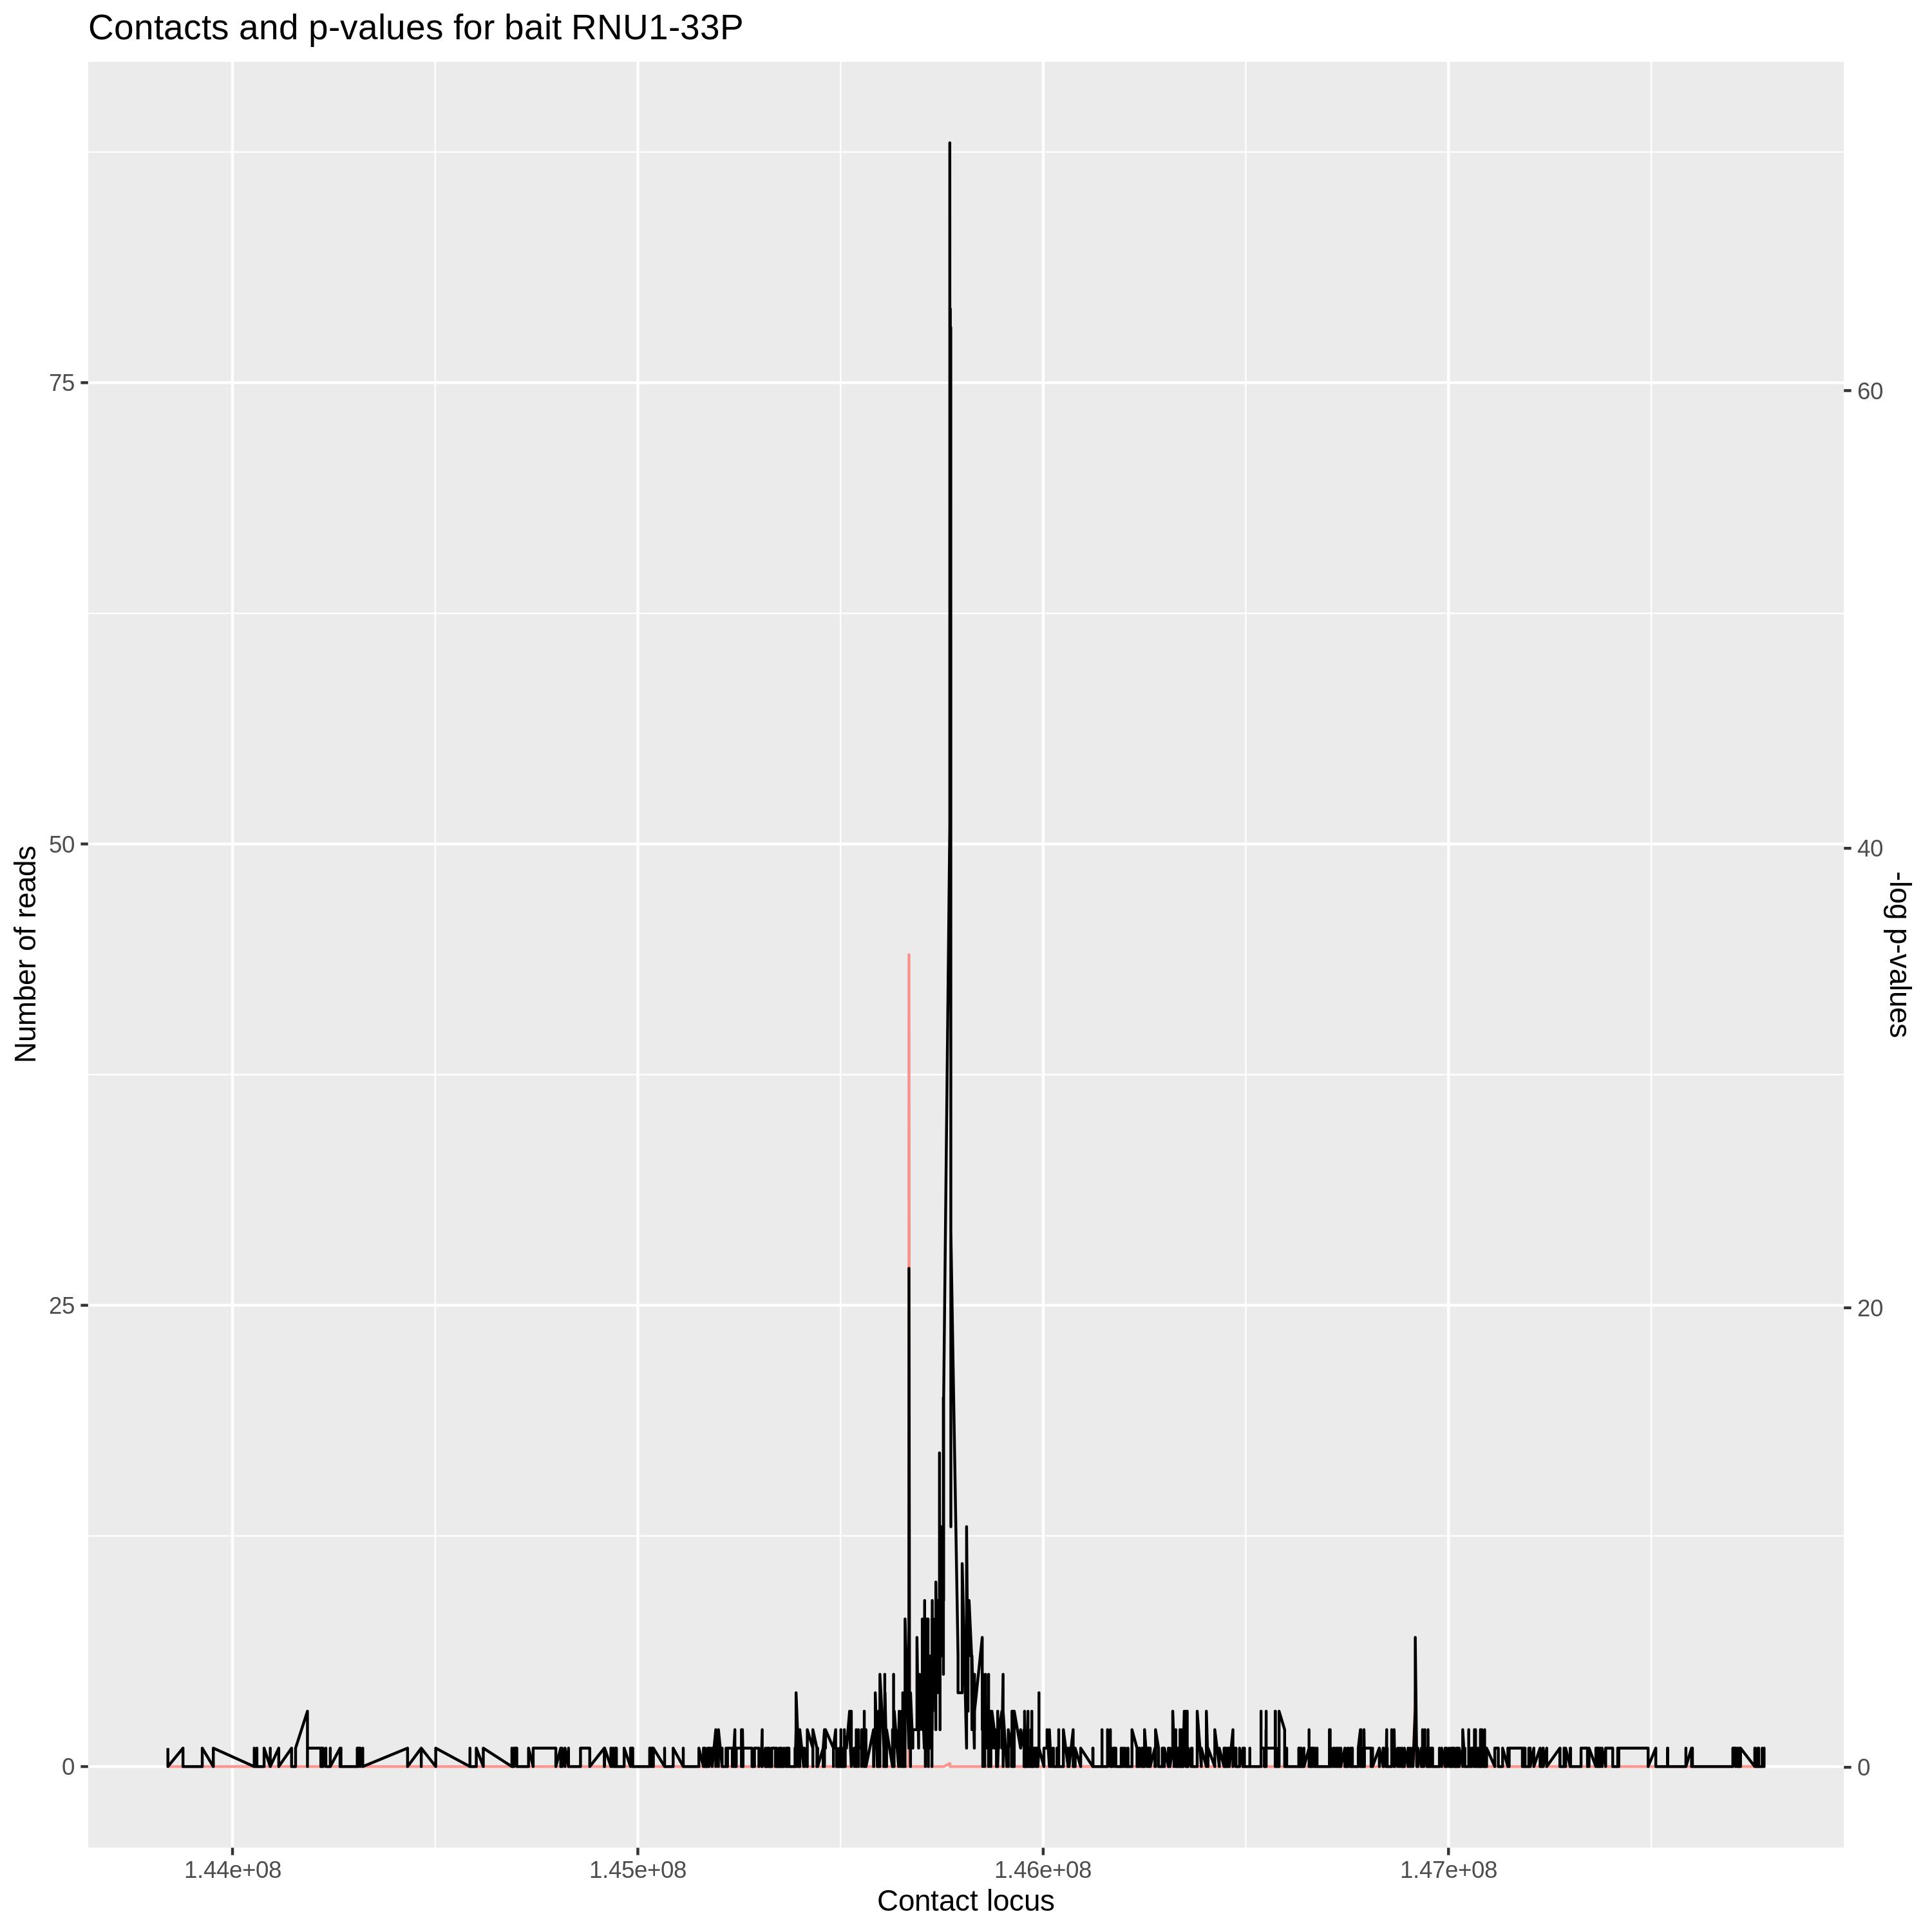 Contacts and p-values for bait RNU1-33P
Number of reads
75
50
25
0
60
40
20
0
-log p-values
1.44e+08
1.45e+08
1.46e+08
1.47e+08
Contact locus